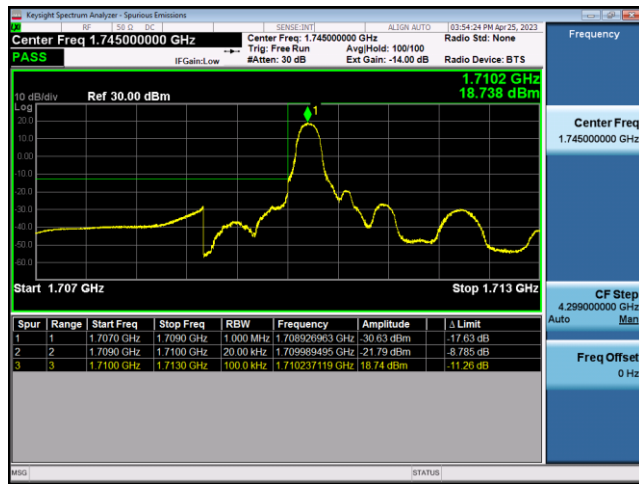 Keysight Spectrum Analyzer - Spurious Emissions
RF 50 Ω DC SENSE:INT ALIGN AUTO 03:54:24 PM Apr 25, 2023
Center Freq 1.745000000 GHz Center Freq: 1.745000000 GHz Radio Std: None Frequency
Trig: Free Run Avg|Hold: 100/100
PASS IFGain:Low #Atten: 30 dB Ext Gain: -14.00 dB Radio Device: BTS
1.7102 GHz
10 dB/div Ref 30.00 dBm 18.738 dBm
Log
20.0
10.0
0.00
-10.0
-20.0
-30.0
-40.0
-50.0
-60.0
1
Start 1.707 GHz Stop 1.713 GHz
Center Freq
1.745000000 GHz
CF Step
4.299000000 GHz
Auto Man
Freq Offset
0 Hz
Spur Range Start Freq Stop Freq RBW Frequency Amplitude Δ Limit
1 1 1.7070 GHz 1.7090 GHz 1.000 MHz 1.708926963 GHz -30.63 dBm -17.63 dB
2 2 1.7090 GHz 1.7100 GHz 20.00 kHz 1.709989495 GHz -21.79 dBm -8.785 dB
3 3 1.7100 GHz 1.7130 GHz 100.0 kHz 1.710237119 GHz 18.74 dBm -11.26 dB
MSG STATUS